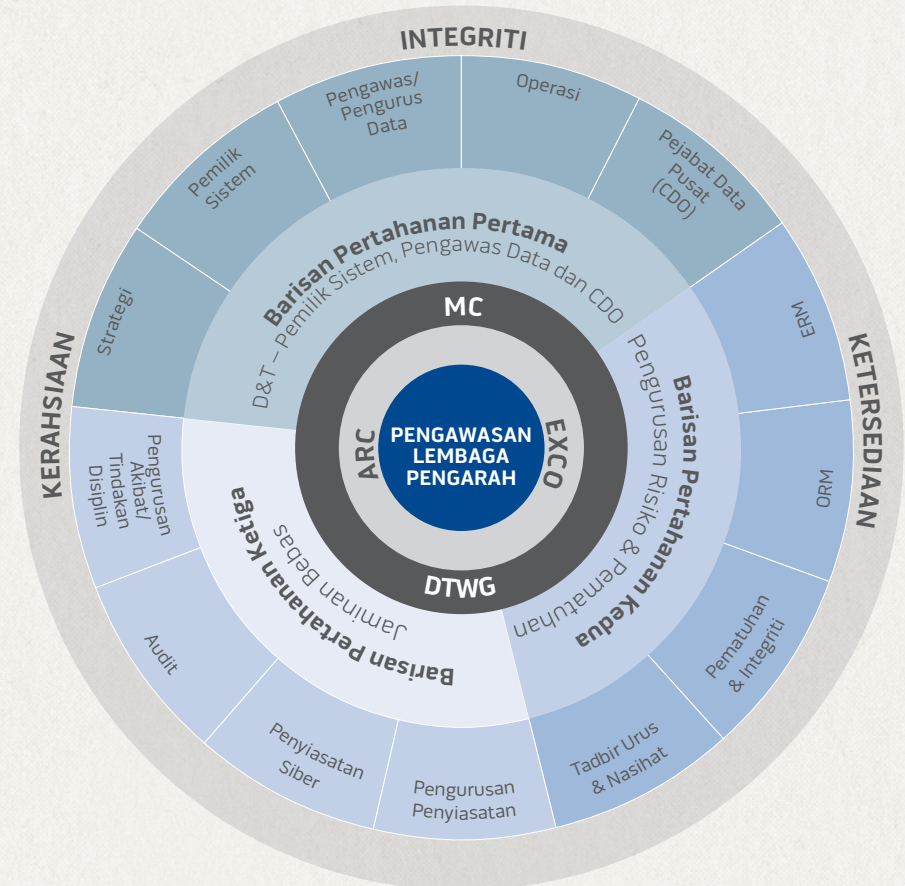 INTEGRITI
KERAHSIAAN
KETERSEDIAAN
Strategi
Pemilik
Sistem
Pengawas/
Pengurus
Data
Operasi
Pejabat Data
Pusat
(CDO)
ERM
ORM
Pematuhan
& Integriti
Tadbir Urus
& Nasihat
Pengurusan
Penyiasatan
Penyiasatan
Siber
Audit
Pengurusan
Akibat/
Tindakan
Disiplin
Barisan Pertahanan Pertama
D&T – Pemilik Sistem, Pengawas Data dan CDO
Barisan Pertahanan Kedua
Pengurusan Risiko & Pematuhan
Barisan Pertahanan Ketiga
Jaminan Bebas
MC
DTWG
ARC
EXCO
PENGAWASAN
LEMBAGA
PENGARAH